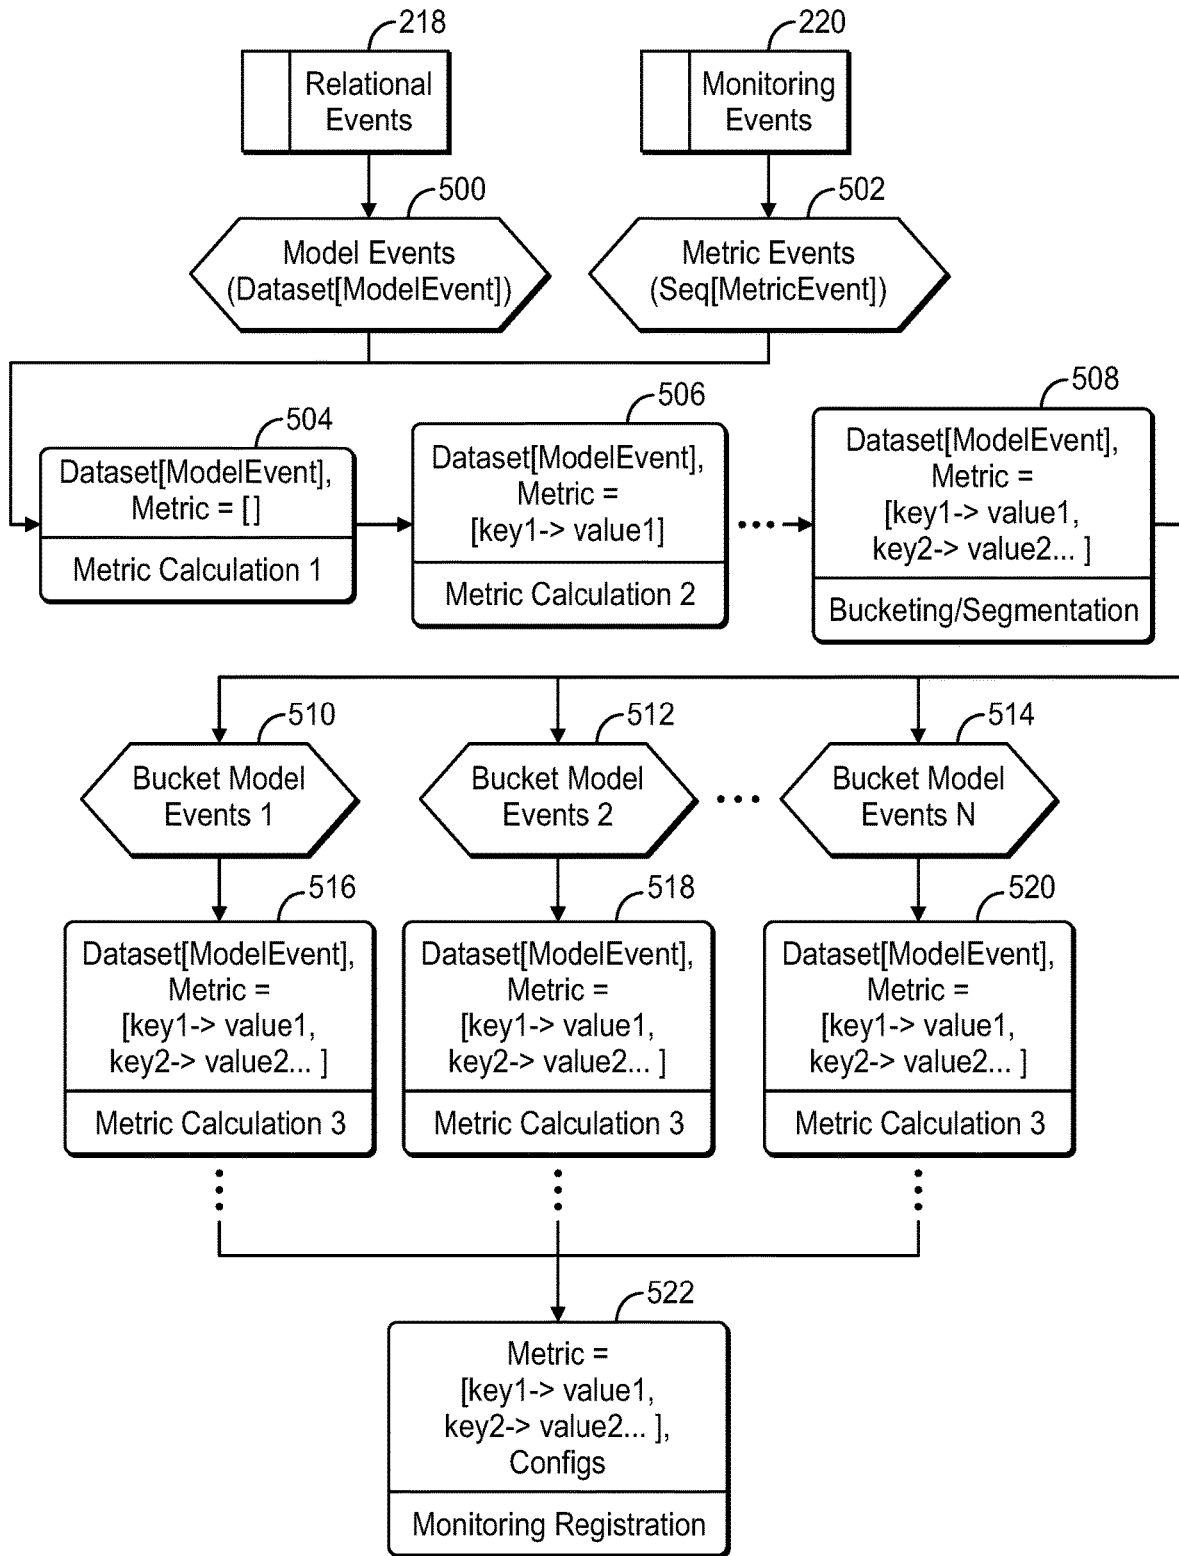 218
220
Relational
Events
Monitoring
Events
500
502
Model Events
(Dataset[ModelEvent])
Metric Events
(Seq[MetricEvent])
504
506
508
Dataset[ModelEvent],
Metric = [ ]
Metric Calculation 1
Dataset[ModelEvent],
Metric =
[key1-> value1]
Metric Calculation 2
Dataset[ModelEvent],
Metric =
[key1-> value1,
key2-> value2... ]
Bucketing/Segmentation
510
512
514
Bucket Model
Events 1
Bucket Model
Events 2
Bucket Model
Events N
516
518
520
Dataset[ModelEvent],
Metric =
[key1-> value1,
key2-> value2... ]
Metric Calculation 3
Dataset[ModelEvent],
Metric =
[key1-> value1,
key2-> value2... ]
Metric Calculation 3
Dataset[ModelEvent],
Metric =
[key1-> value1,
key2-> value2... ]
Metric Calculation 3
522
Metric =
[key1-> value1,
key2-> value2... ],
Configs
Monitoring Registration